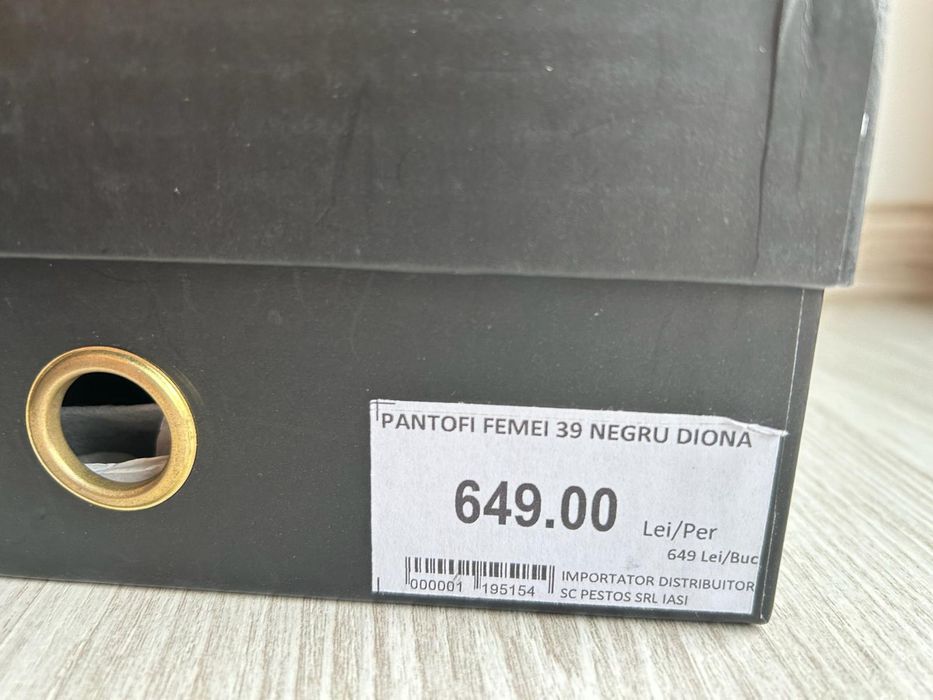 PANTOFI FEMEI 39 NEGRU DIONA
649.00 Lei/Per
649 Lei/Buc
000001 195154
IMPORTATOR DISTRIBUITOR
SC PESTOS SRL IASI